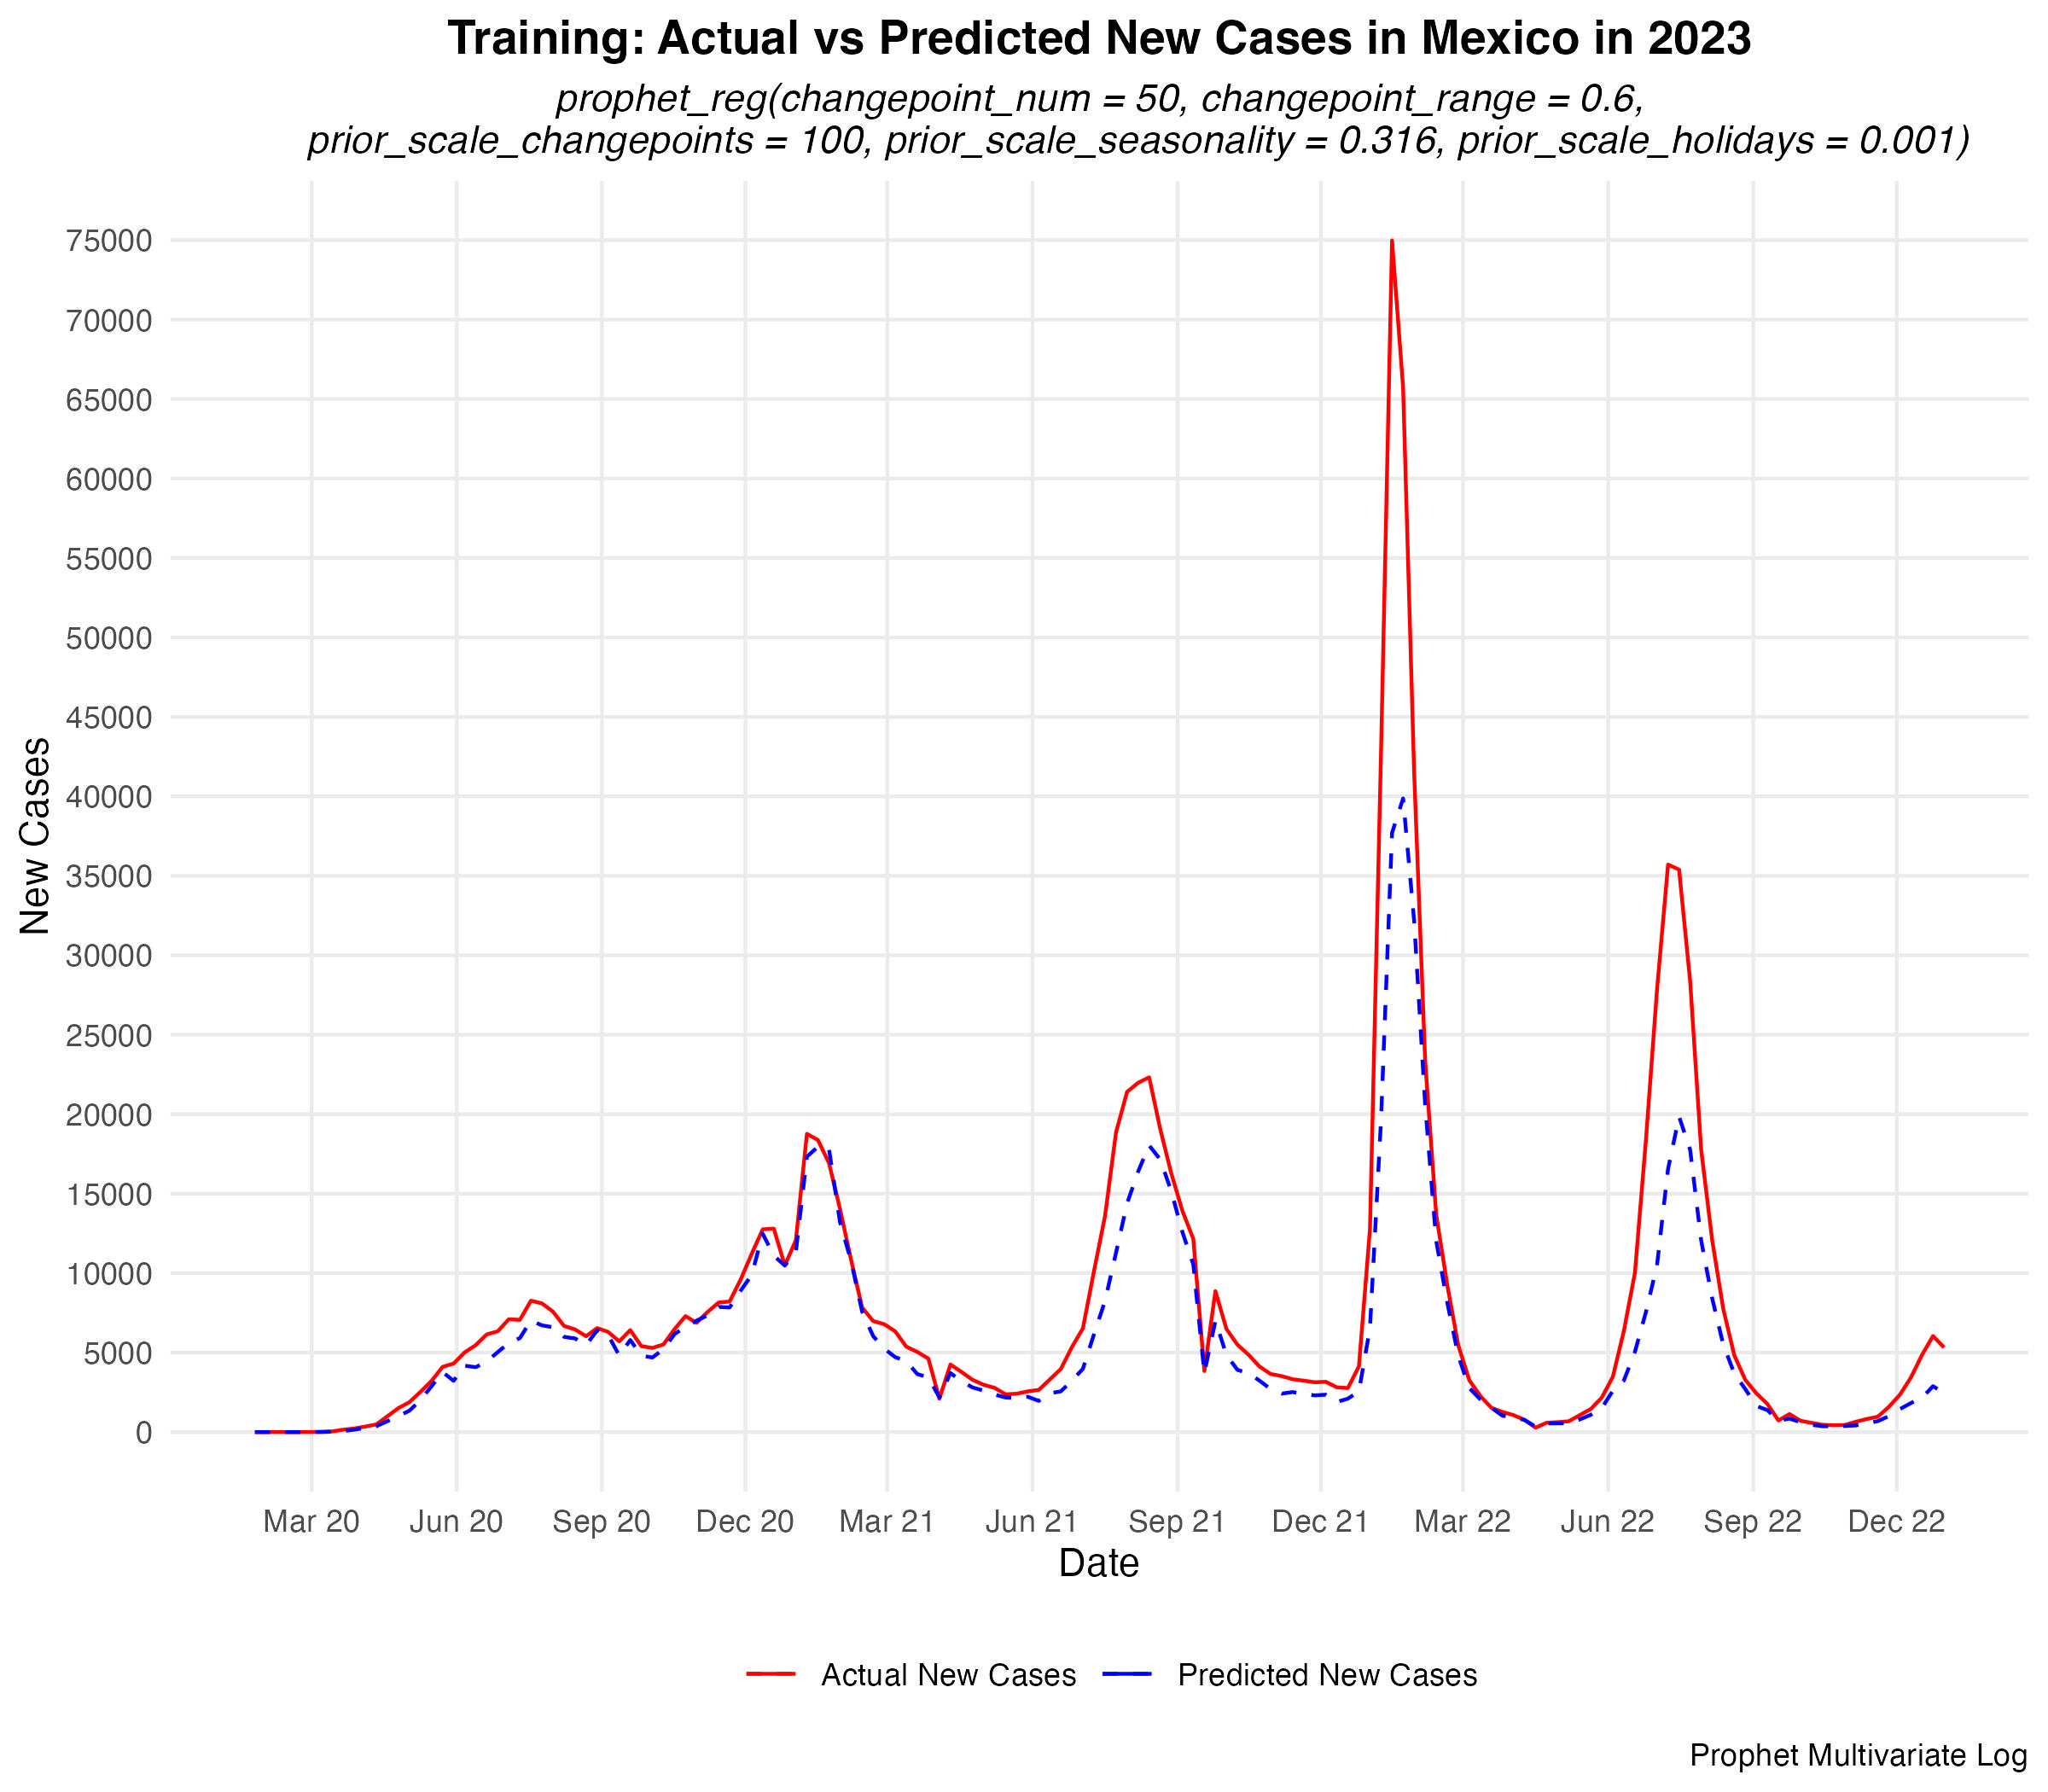 Training: Actual vs Predicted New Cases in Mexico in 2023
prophet_reg(changepoint_num = 50, changepoint_range = 0.6,
prior_scale_changepoints = 100, prior_scale_seasonality = 0.316, prior_scale_holidays = 0.001)
New Cases
75000
70000
65000
60000
55000
50000
45000
40000
35000
30000
25000
20000
15000
10000
5000
0
Mar 20 Jun 20 Sep 20 Dec 20 Mar 21 Jun 21 Sep 21 Dec 21 Mar 22 Jun 22 Sep 22 Dec 22
Date
Actual New Cases Predicted New Cases
Prophet Multivariate Log